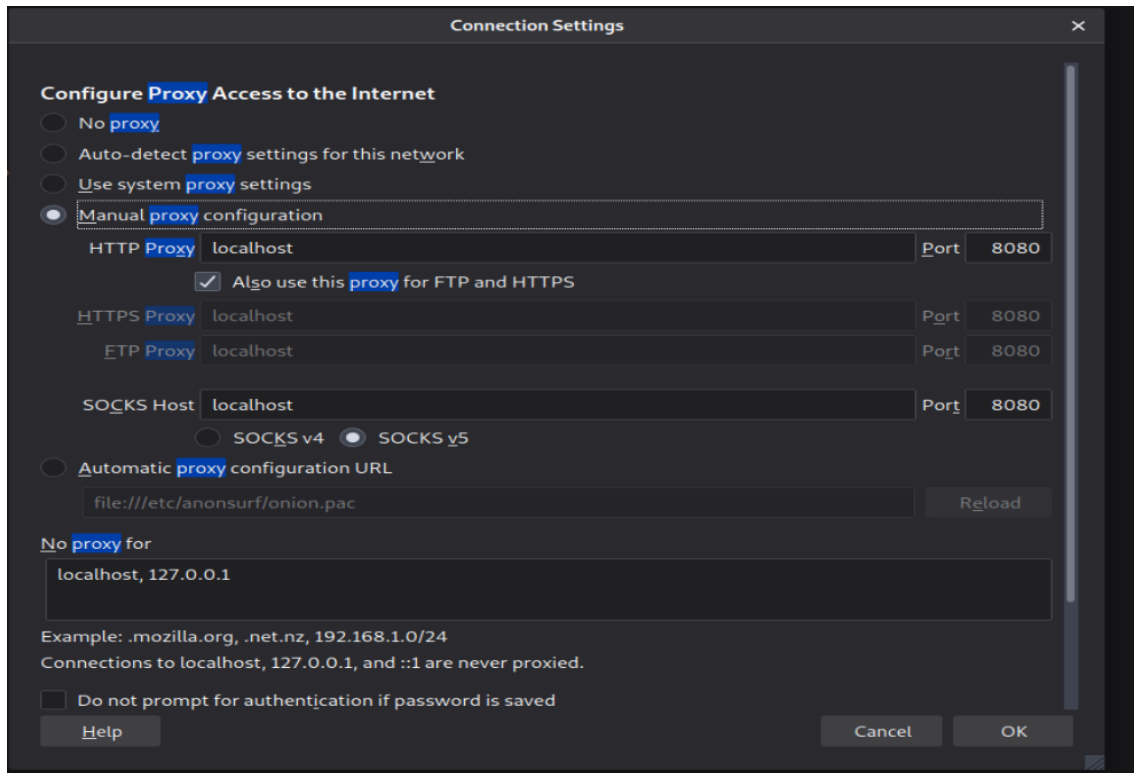 Connection Settings ×
Configure Proxy Access to the Internet
No proxy
Auto-detect proxy settings for this network
Use system proxy settings
Manual proxy configuration
HTTP Proxy localhost Port 8080
Also use this proxy for FTP and HTTPS
HTTPS Proxy localhost Port 8080
FTP Proxy localhost Port 8080
SOCKS Host localhost Port 8080
SOCKS v4 SOCKS v5
Automatic proxy configuration URL
file:///etc/anonsurf/onion.pac Reload
No proxy for
localhost, 127.0.0.1
Example: .mozilla.org, .net.nz, 192.168.1.0/24
Connections to localhost, 127.0.0.1, and ::1 are never proxied.
Do not prompt for authentication if password is saved
Help Cancel OK